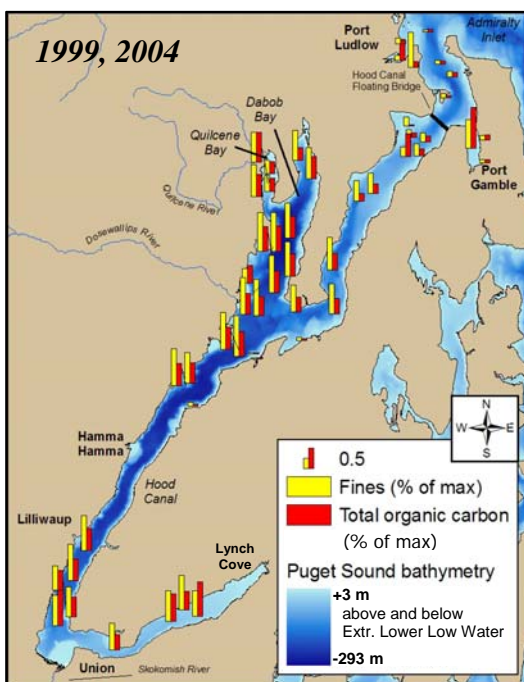 1999, 2004
Port
Ludlow
Admiralty
Inlet
Hood Canal
Floating Bridge
Dabob
Bay
Quilcene
Bay
Port
Gamble
Quilcene River
Dosewallips River
N
W E
S
Hamma
Hamma
Hood
Canal
Lilliwaup
Lynch
Cove
Union
Skokomish River
0.5
Fines (% of max)
Total organic carbon
(% of max)
Puget Sound bathymetry
+3 m
above and below
Extr. Lower Low Water
-293 m